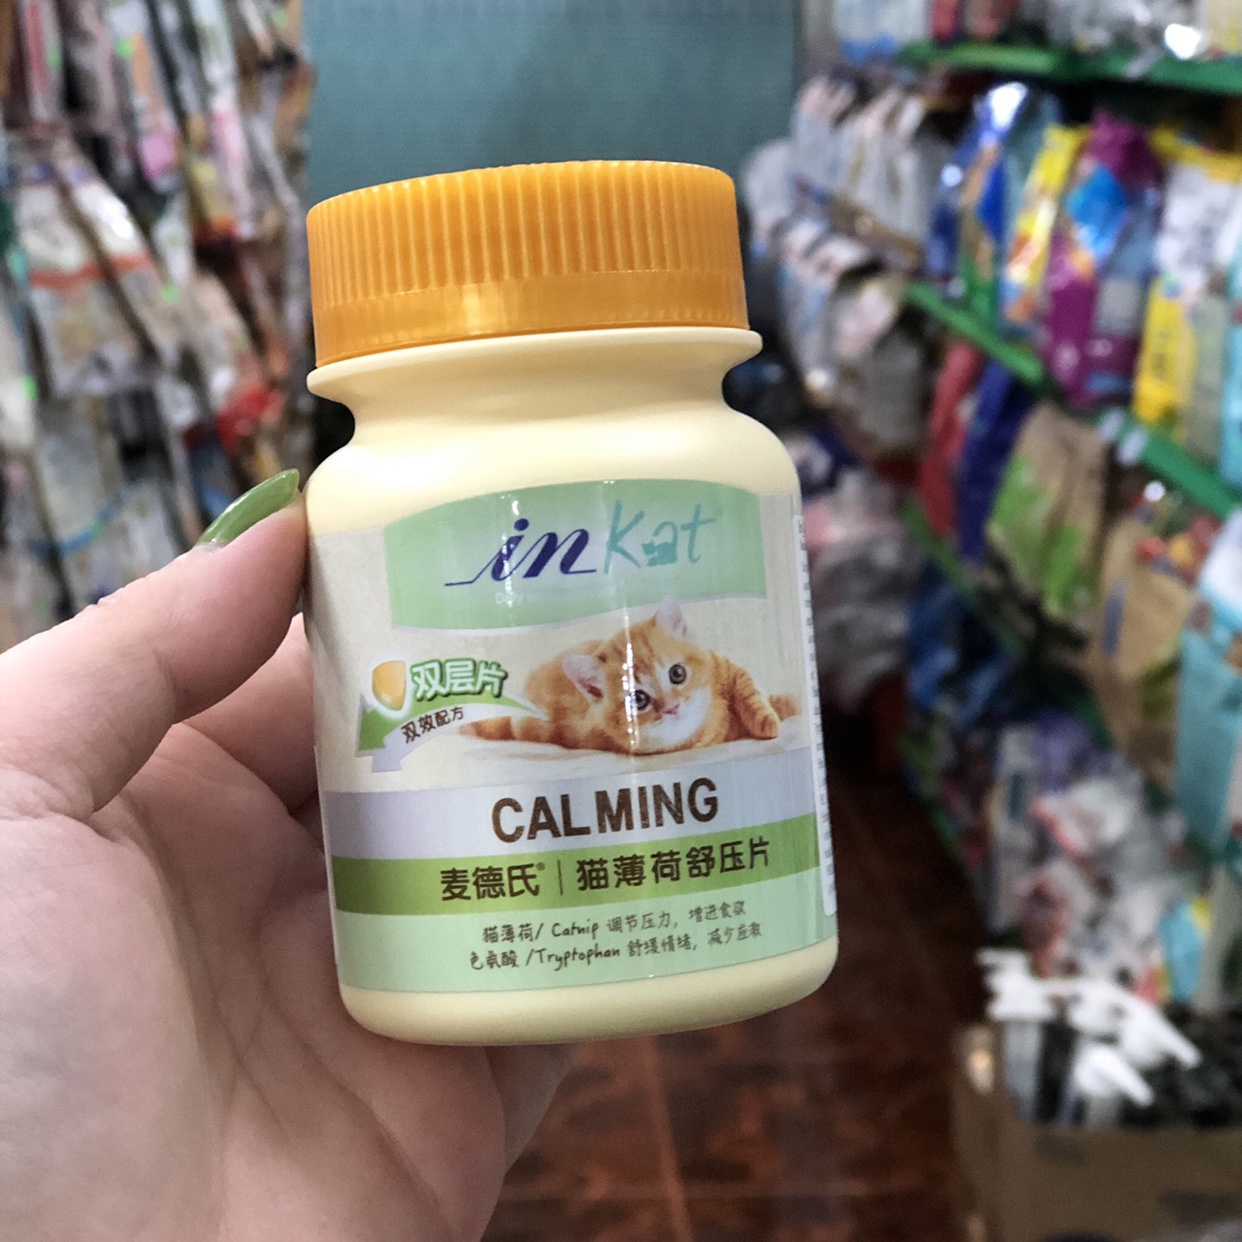 in Kat
双层片
双效配方
CALMING
麦德氏® | 猫薄荷舒压片
猫薄荷/ Catnip 调节压力，增进食欲
色氨酸 /Tryptophan 舒缓情绪，减少应激